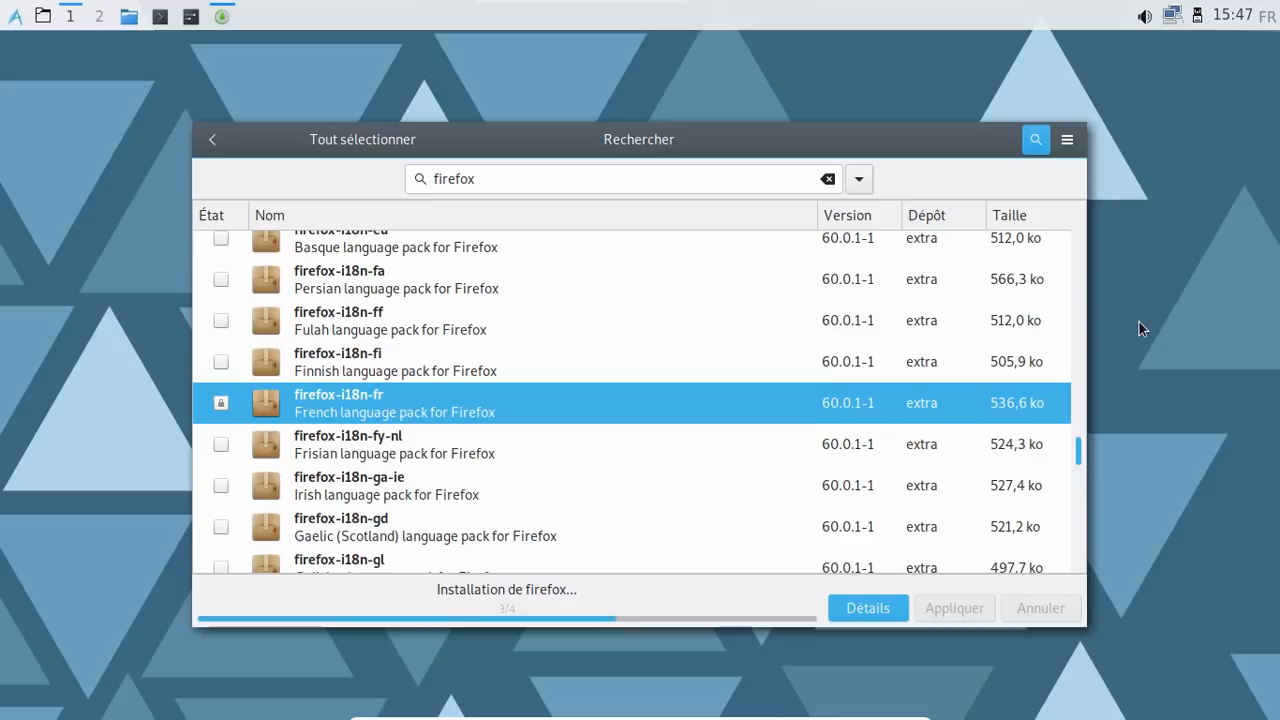 1 2 15:47 FR
Tout sélectionner Rechercher
firefox
État Nom Version Dépôt Taille
firefox-i18n-eu
Basque language pack for Firefox 60.0.1-1 extra 512,0 ko
firefox-i18n-fa
Persian language pack for Firefox 60.0.1-1 extra 566,3 ko
firefox-i18n-ff
Fulah language pack for Firefox 60.0.1-1 extra 512,0 ko
firefox-i18n-fi
Finnish language pack for Firefox 60.0.1-1 extra 505,9 ko
firefox-i18n-fr
French language pack for Firefox 60.0.1-1 extra 536,6 ko
firefox-i18n-fy-nl
Frisian language pack for Firefox 60.0.1-1 extra 524,3 ko
firefox-i18n-ga-ie
Irish language pack for Firefox 60.0.1-1 extra 527,4 ko
firefox-i18n-gd
Gaelic (Scotland) language pack for Firefox 60.0.1-1 extra 521,2 ko
firefox-i18n-gl 60.0.1-1 extra 497,7 ko
Installation de firefox...
3/4
Détails Appliquer Annuler